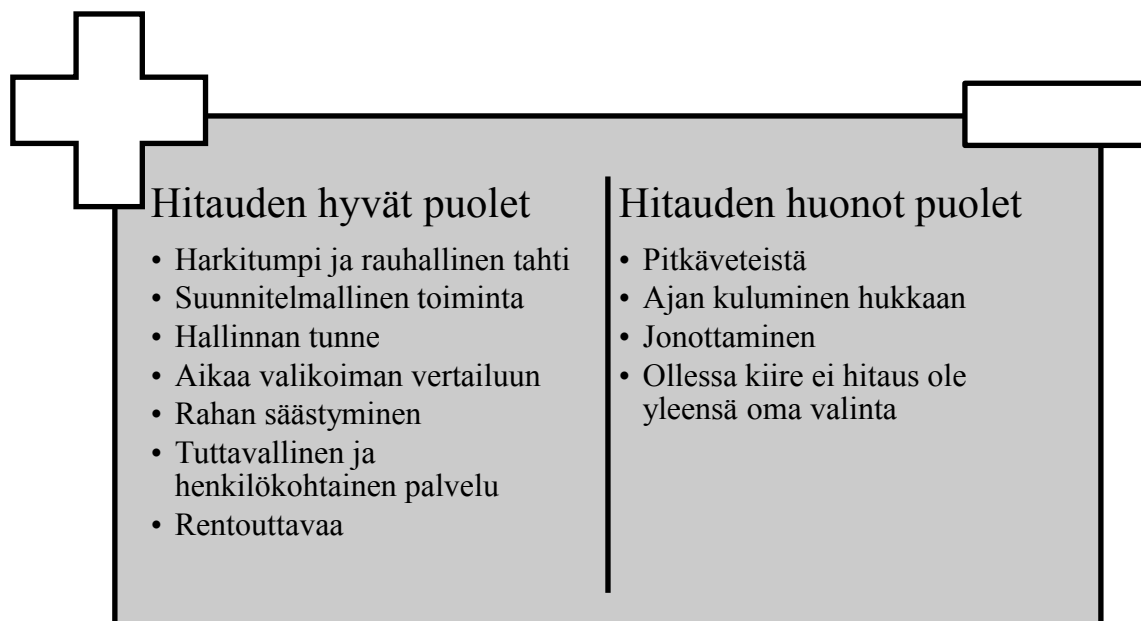 Hitauden hyvät puolet
• Harkitumpi ja rauhallinen tahti
• Suunnitelmallinen toiminta
• Hallinnan tunne
• Aikaa valikoiman vertailuun
• Rahan säästyminen
• Tuttavallinen ja
henkilökohtainen palvelu
• Rentouttavaa
Hitauden huonot puolet
• Pitkäveteistä
• Ajan kuluminen hukkaan
• Jonottaminen
• Ollessa kiire ei hitaus ole
yleensä oma valinta